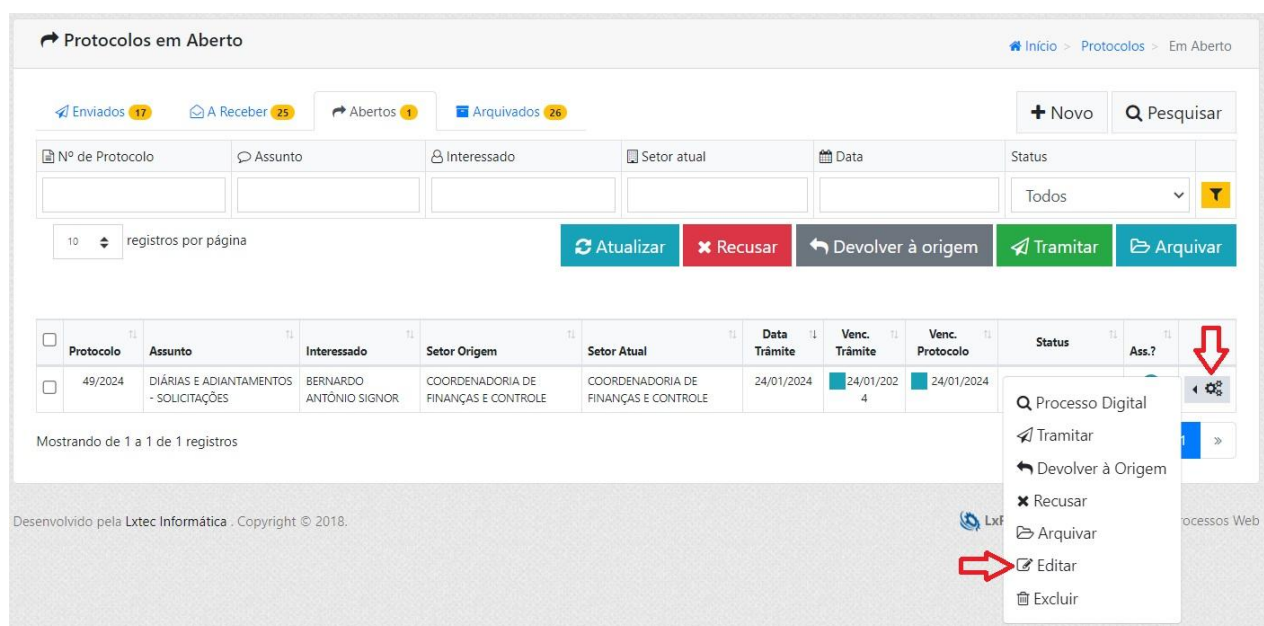 Protocolos em Aberto
Início > Protocolos > Em Aberto
Enviados 17 A Receber 25 Abertos 1 Arquivados 26
Novo Pesquisar
Nº de Protocolo Assunto Interessado Setor atual Data Status
Todos
10 registros por página
Atualizar Recusar Devolver à origem Tramitar Arquivar
Protocolo Assunto Interessado Setor Origem Setor Atual Data Trâmite Venc. Trâmite Venc. Protocolo Status Ass.?
49/2024 DIÁRIAS E ADIANTAMENTOS BERNARDO COORDENADORIA DE COORDENADORIA DE 24/01/2024 24/01/202 24/01/2024
- SOLICITAÇÕES ANTÔNIO SIGNOR FINANÇAS E CONTROLE FINANÇAS E CONTROLE 4
Mostrando de 1 a 1 de 1 registros
1 »
Processo Digital
Tramitar
Devolver à Origem
Recusar
Arquivar
Editar
Excluir
Desenvolvido pela Lxtec Informática . Copyright © 2018.
Web